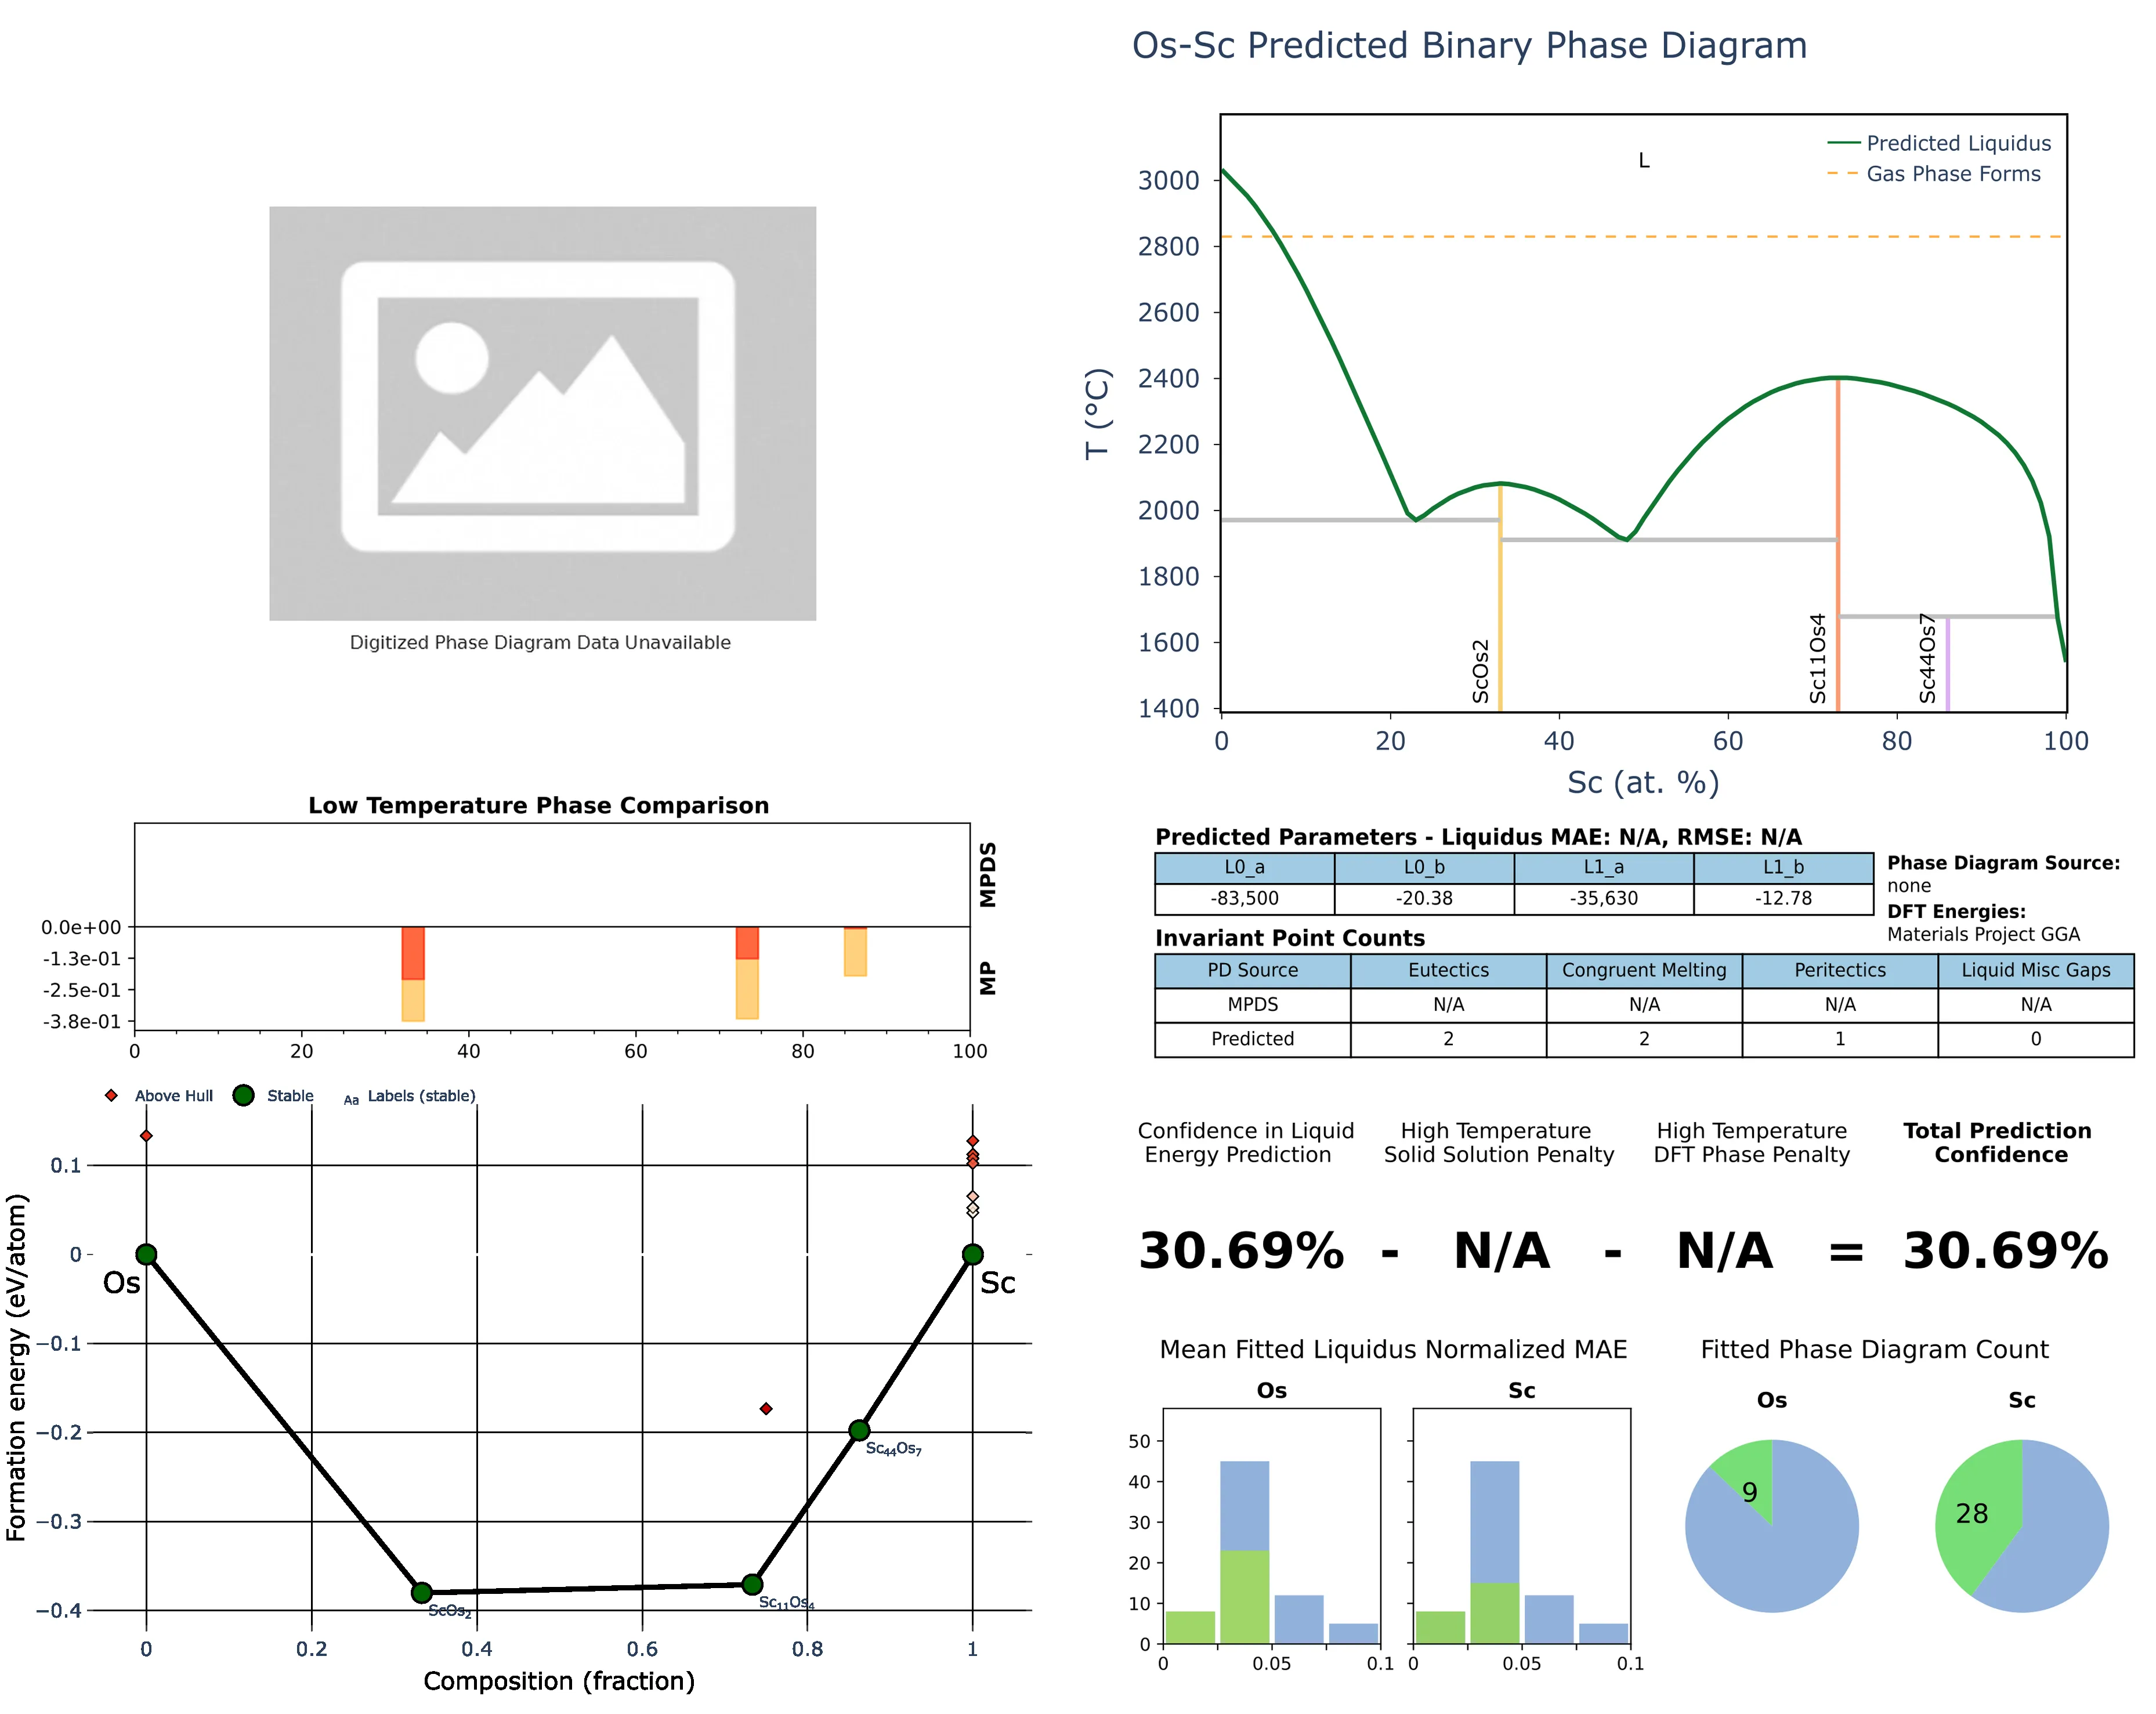 Os-Sc Predicted Binary Phase Diagram
Digitized Phase Diagram Data Unavailable
L
Predicted Liquidus
Gas Phase Forms
T (°C)
3000
2800
2600
2400
2200
2000
1800
1600
1400
ScOs2
Sc11Os4
Sc44Os7
0 20 40 60 80 100
Sc (at. %)
Low Temperature Phase Comparison
MPDS
MP
0.0e+00
-1.3e-01
-2.5e-01
-3.8e-01
0 20 40 60 80 100
Predicted Parameters - Liquidus MAE: N/A, RMSE: N/A
L0_a L0_b L1_a L1_b
-83,500 -20.38 -35,630 -12.78
Phase Diagram Source:
none
DFT Energies:
Materials Project GGA
Invariant Point Counts
PD Source Eutectics Congruent Melting Peritectics Liquid Misc Gaps
MPDS N/A N/A N/A N/A
Predicted 2 2 1 0
Above Hull Stable Aa Labels (stable)
Formation energy (eV/atom)
0.1
0
−0.1
−0.2
−0.3
−0.4
Os
Sc
Sc₄₄Os₇
ScOs₂
Sc₁₁Os₄
0 0.2 0.4 0.6 0.8 1
Composition (fraction)
Confidence in Liquid
Energy Prediction
High Temperature
Solid Solution Penalty
High Temperature
DFT Phase Penalty
Total Prediction
Confidence
30.69% - N/A - N/A = 30.69%
Mean Fitted Liquidus Normalized MAE
Os
Sc
50
40
30
20
10
0
0 0.05 0.1
0 0.05 0.1
Fitted Phase Diagram Count
Os
Sc
9
28